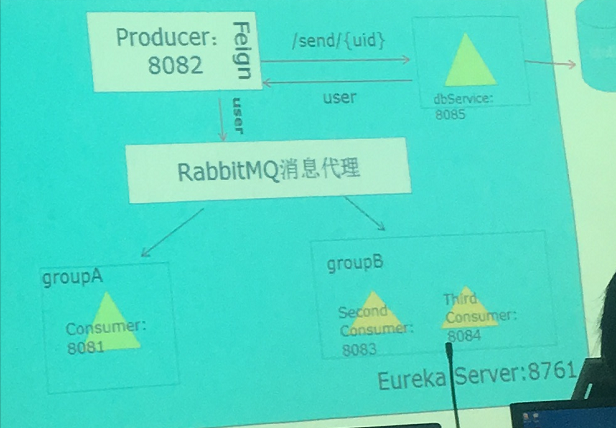 Producer:
8082
Feign
/send/{uid}
user
user
dbService:
8085
RabbitMQ消息代理
groupA
Consumer:
8081
groupB
Second
Consumer:
8083
Third
Consumer:
8084
Eureka Server:8761